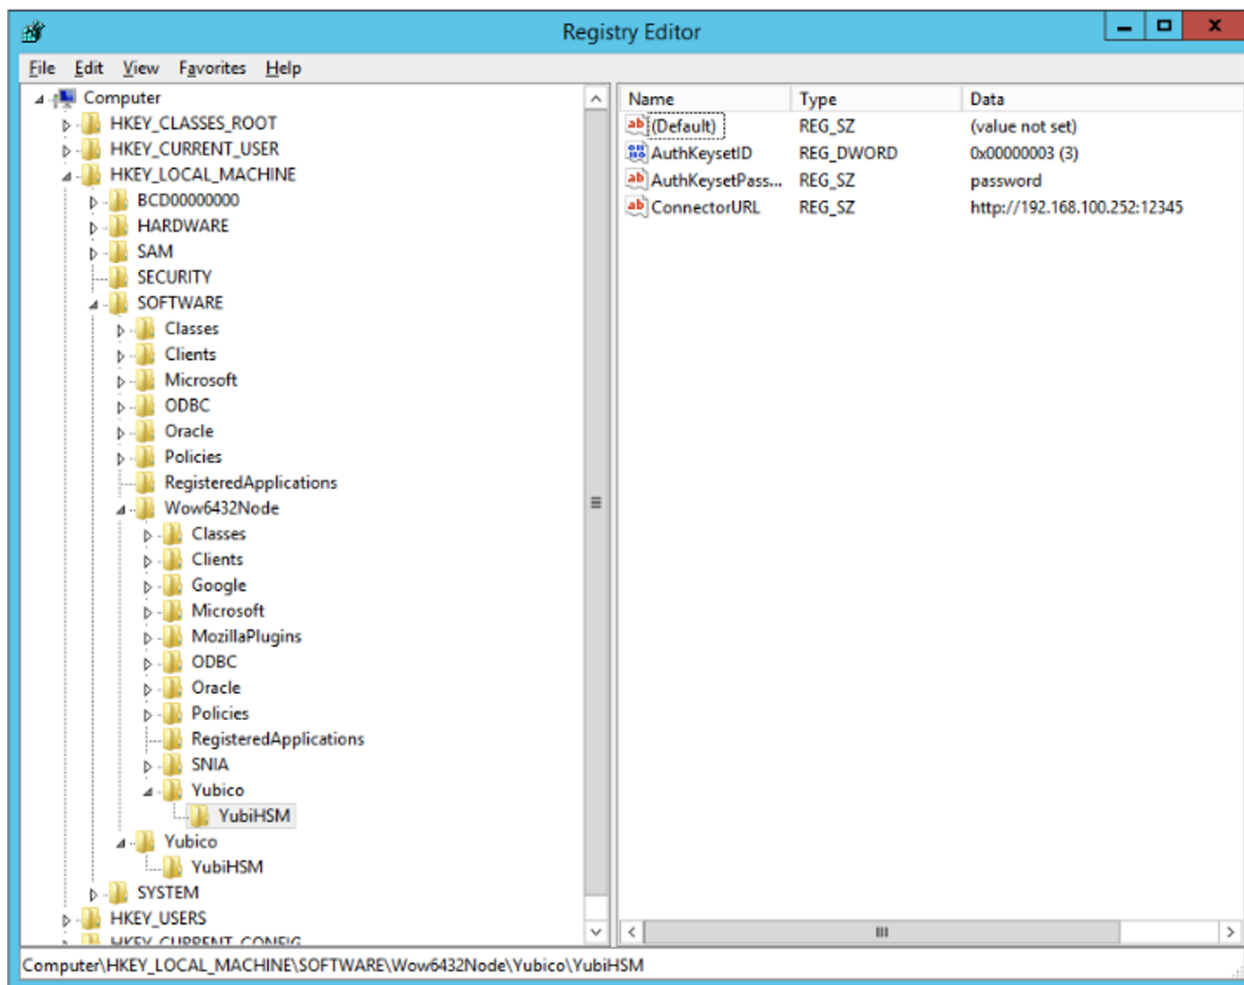 Registry Editor
File Edit View Favorites Help
Computer
HKEY_CLASSES_ROOT
HKEY_CURRENT_USER
HKEY_LOCAL_MACHINE
BCD00000000
HARDWARE
SAM
SECURITY
SOFTWARE
Classes
Clients
Microsoft
ODBC
Oracle
Policies
RegisteredApplications
Wow6432Node
Classes
Clients
Google
Microsoft
MozillaPlugins
ODBC
Oracle
Policies
RegisteredApplications
SNIA
Yubico
YubiHSM
Yubico
YubiHSM
SYSTEM
HKEY_USERS
HKEY_CURRENT_CONFIG
Name Type Data
(Default) REG_SZ (value not set)
AuthKeysetID REG_DWORD 0x00000003 (3)
AuthKeysetPass... REG_SZ password
ConnectorURL REG_SZ http://192.168.100.252:12345
Computer\HKEY_LOCAL_MACHINE\SOFTWARE\Wow6432Node\Yubico\YubiHSM